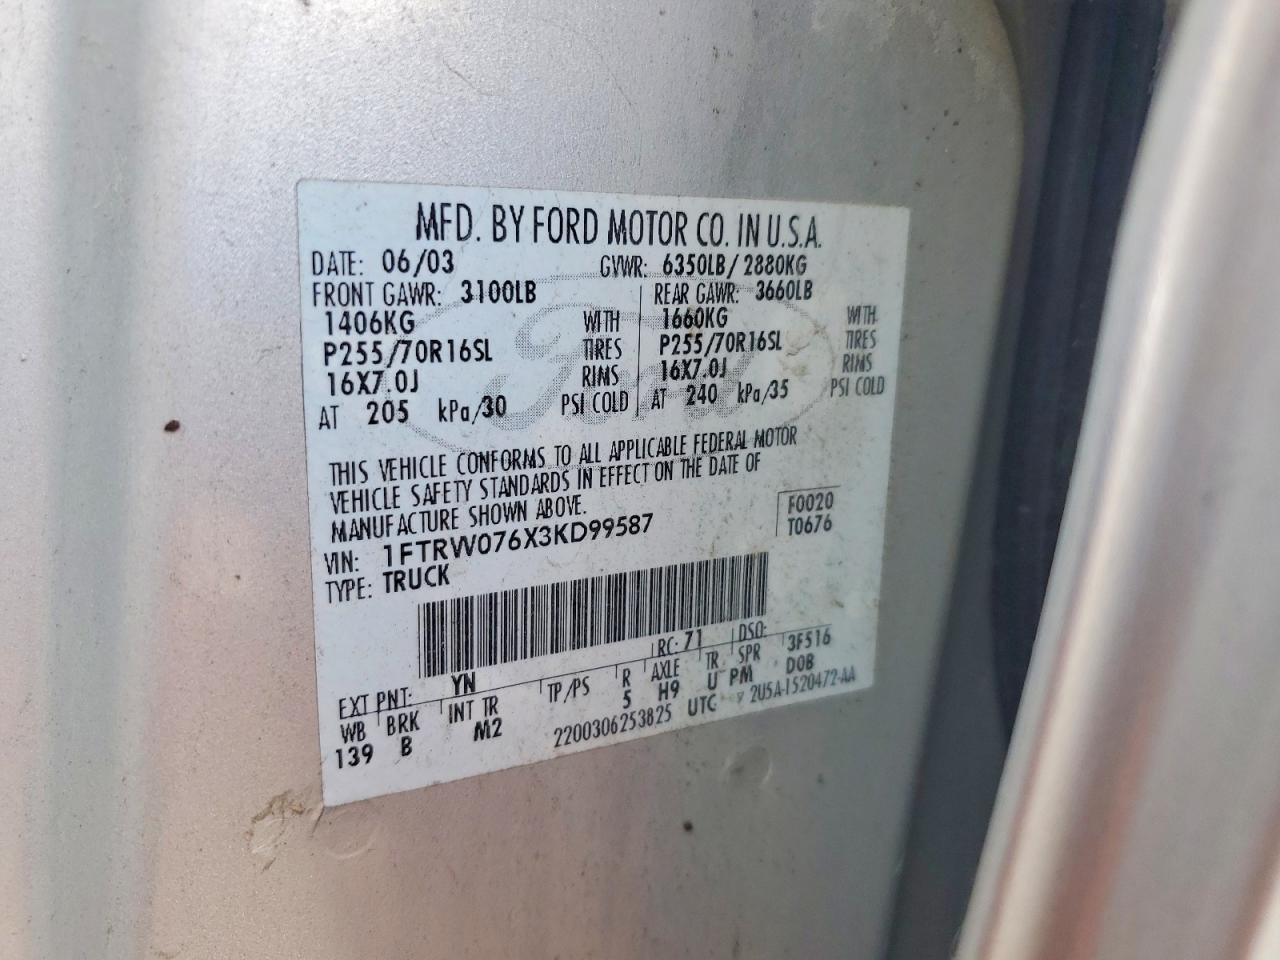 MFD. BY FORD MOTOR CO. IN U.S.A.
DATE: 06/03 GVWR: 6350LB/2880KG
FRONT GAWR: 3100LB REAR GAWR: 3660LB
1406KG WITH 1660KG WITH
P255/70R16SL TIRES P255/70R16SL TIRES
16X7.0J RIMS 16X7.0J RIMS
AT 205 kPa/30 PSI COLD AT 240 kPa/35 PSI COLD
Ford
THIS VEHICLE CONFORMS TO ALL APPLICABLE FEDERAL MOTOR
VEHICLE SAFETY STANDARDS IN EFFECT ON THE DATE OF
MANUFACTURE SHOWN ABOVE.
F0020
VIN: 1FTRW076X3KD99587 T0676
TYPE: TRUCK
EXT PNT: YN RC: 71 DSO: 3F516
WB BRK INT TR TP/PS R AXLE TR SPR DOB
139 B M2 5 H9 U PM
2200306253825 UTC 2U5A-1520472-AA